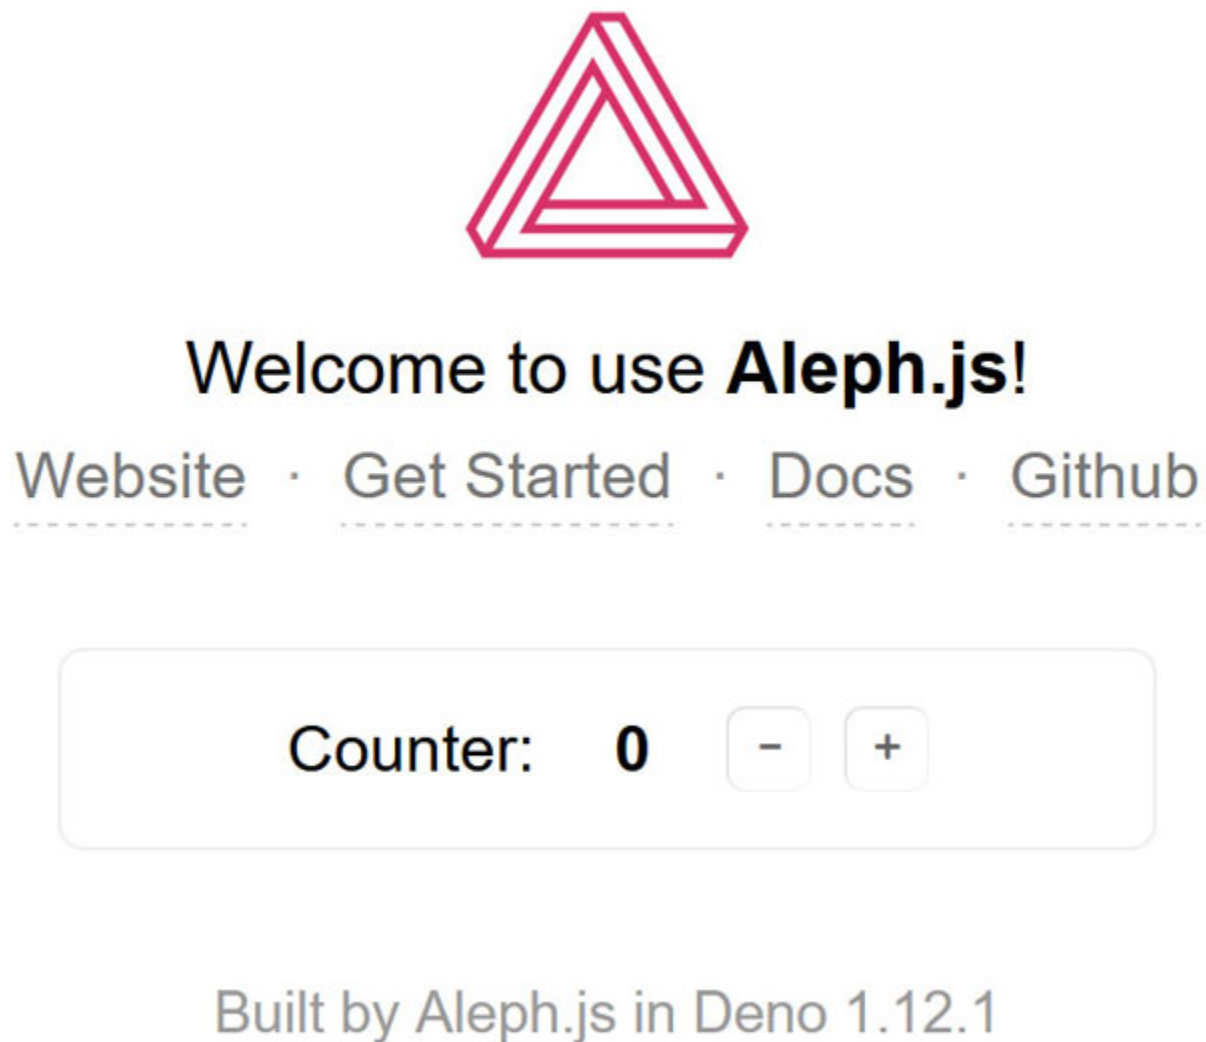 Welcome to use Aleph.js!
Website · Get Started · Docs · Github
Counter: 0 - +
Built by Aleph.js in Deno 1.12.1